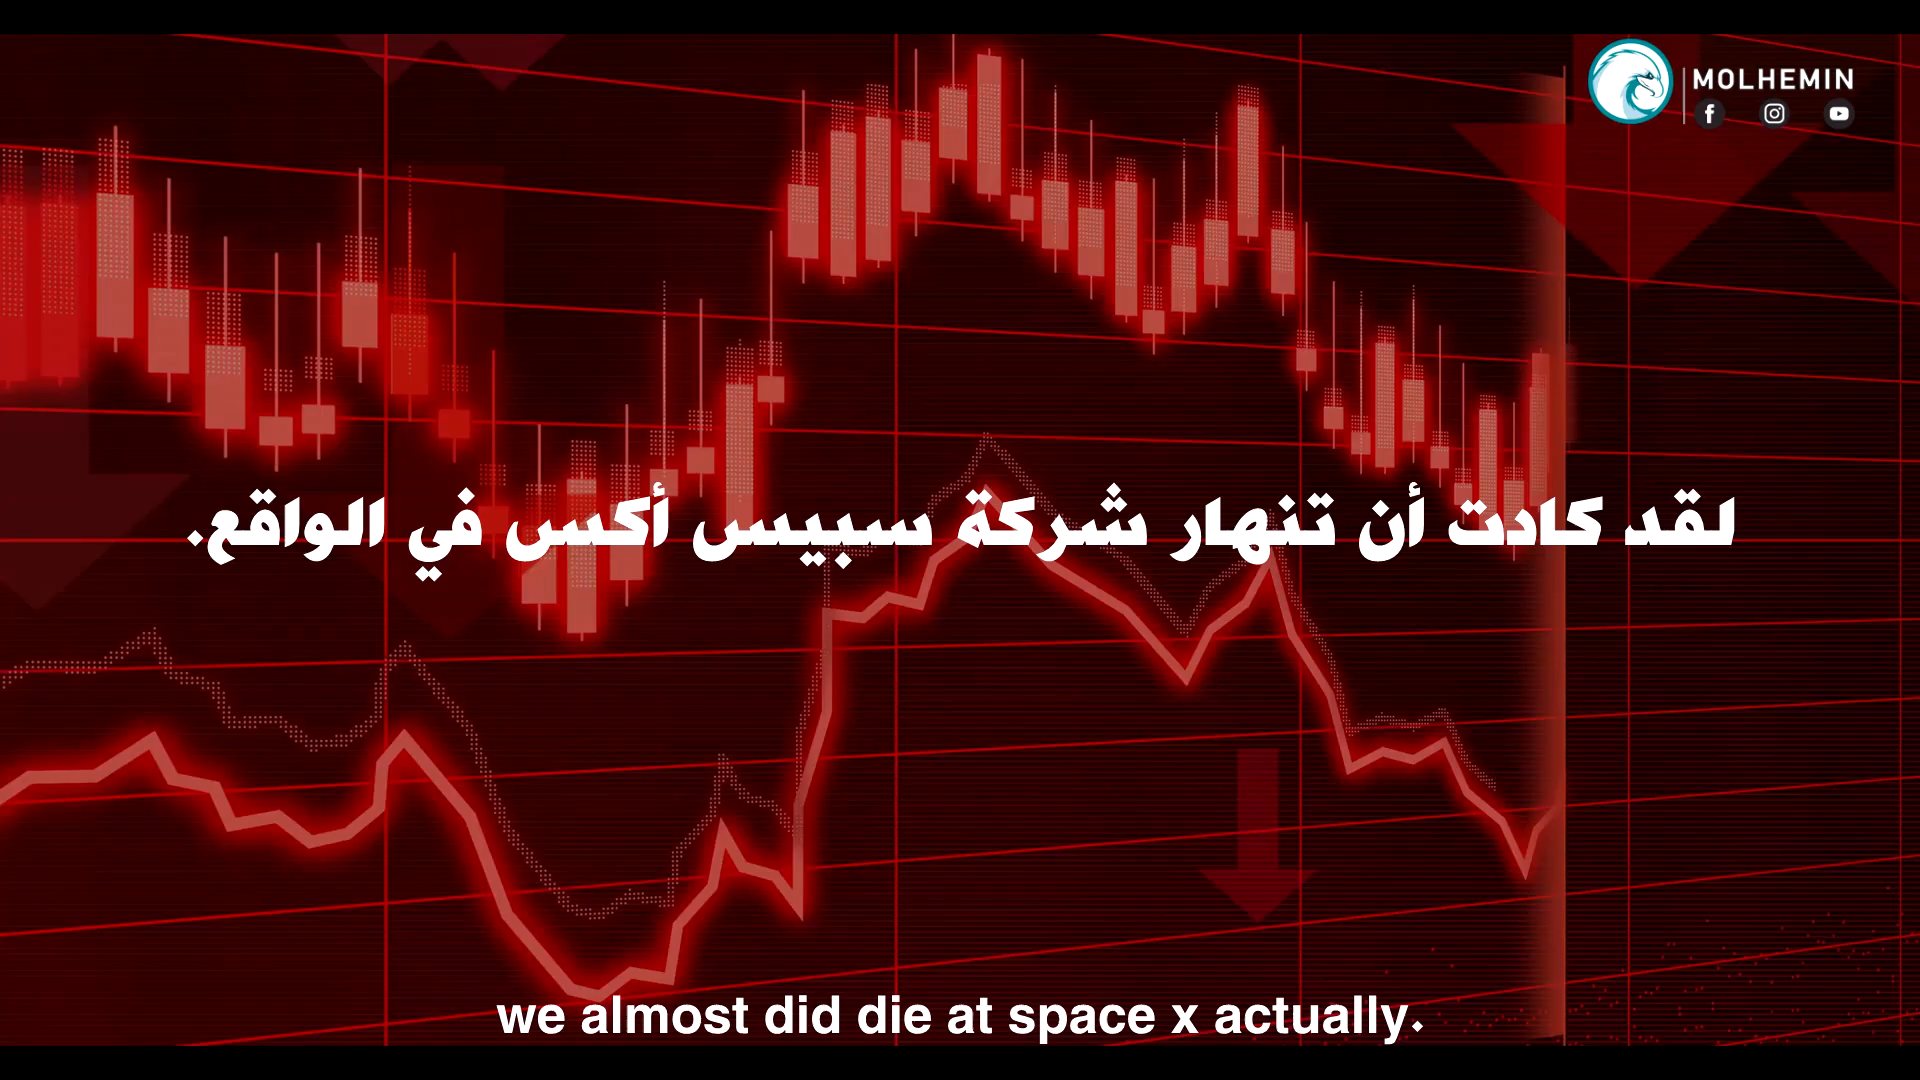 MOLHEMIN
لقد كادت أن تنهار شركة سبيس أكس في الواقع.
we almost did die at space x actually.